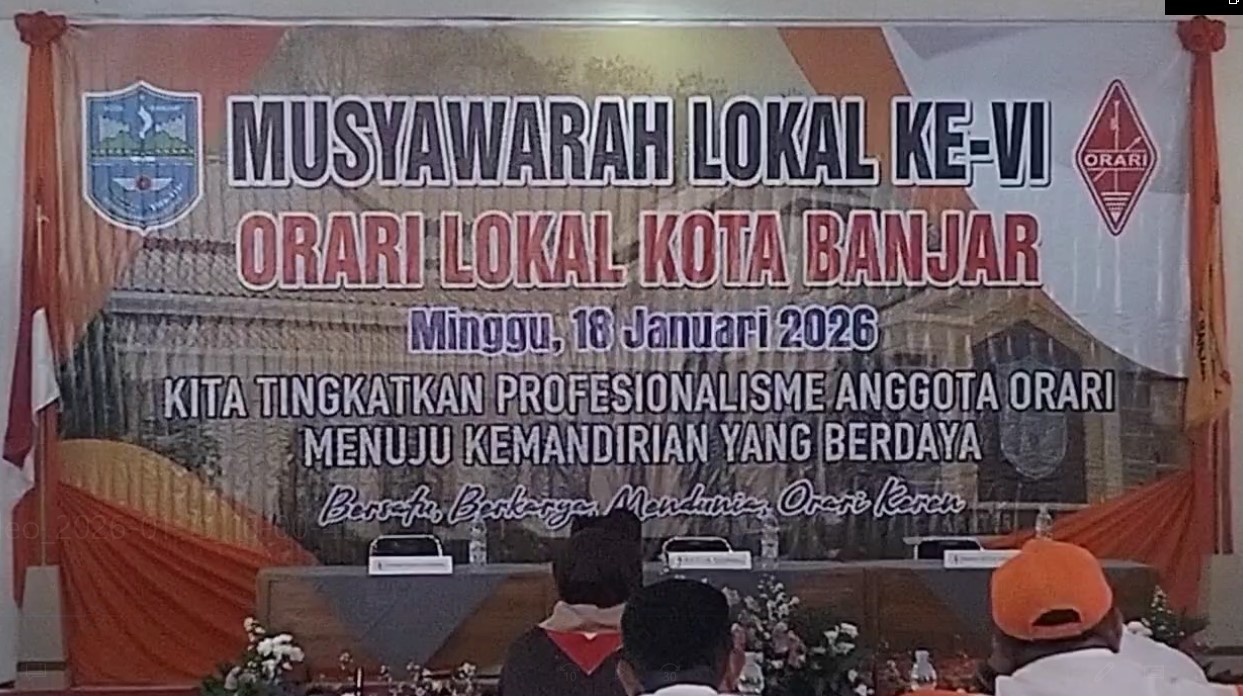 MUSYAWARAH LOKAL KE-VI
ORARI
ORARI LOKAL KOTA BANJAR
Minggu, 18 Januari 2026
KITA TINGKATKAN PROFESIONALISME ANGGOTA ORARI
MENUJU KEMANDIRIAN YANG BERDAYA
Bersatu, Berkarya, Mendunia, Orari Keren